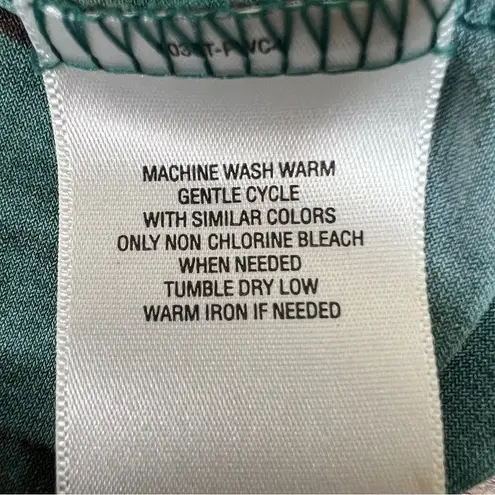 MACHINE WASH WARM
GENTLE CYCLE
WITH SIMILAR COLORS
ONLY NON CHLORINE BLEACH
WHEN NEEDED
TUMBLE DRY LOW
WARM IRON IF NEEDED